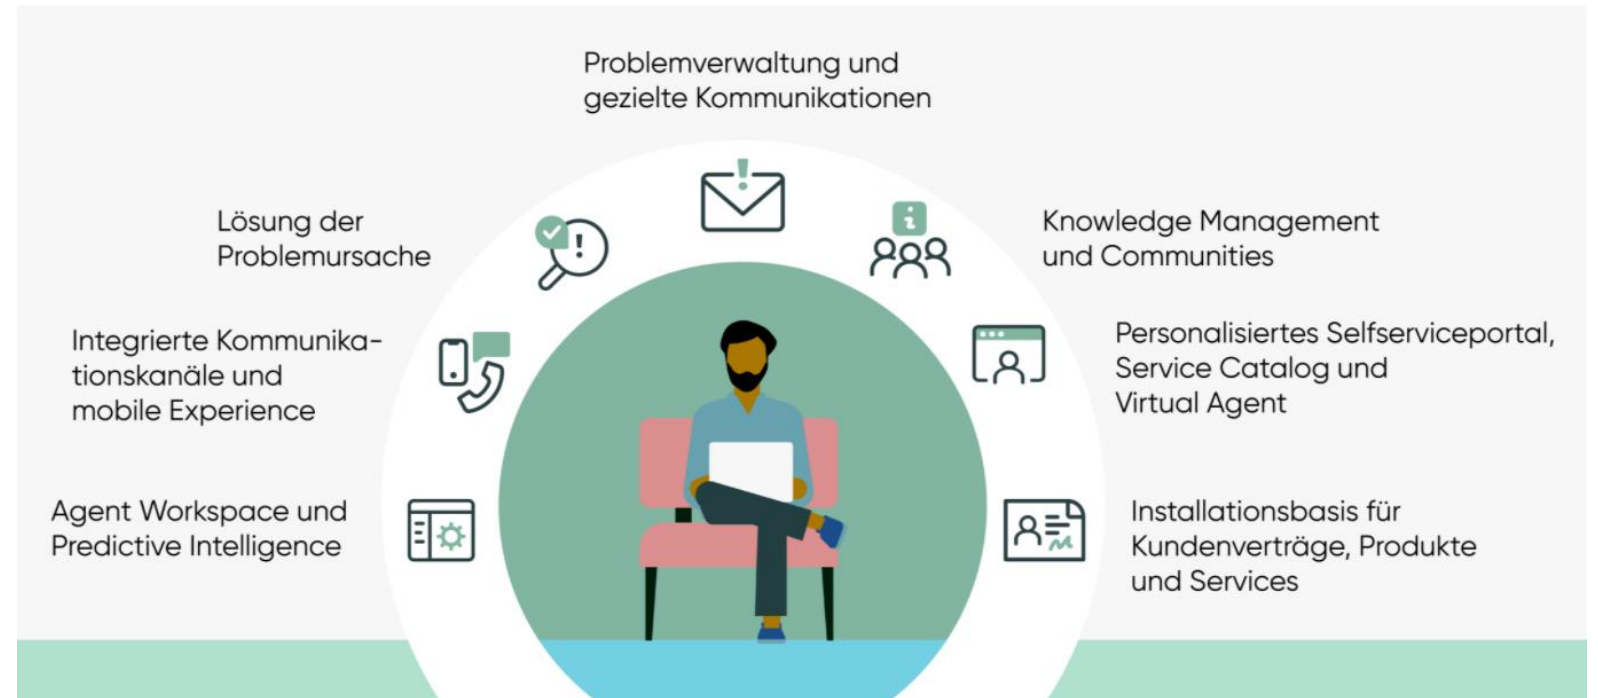 Problemverwaltung und
gezielte Kommunikationen
Lösung der
Problemursache
Knowledge Management
und Communities
Integrierte Kommunika-
tionskanäle und
mobile Experience
Personalisiertes Selfserviceportal,
Service Catalog und
Virtual Agent
Agent Workspace und
Predictive Intelligence
Installationsbasis für
Kundenverträge, Produkte
und Services